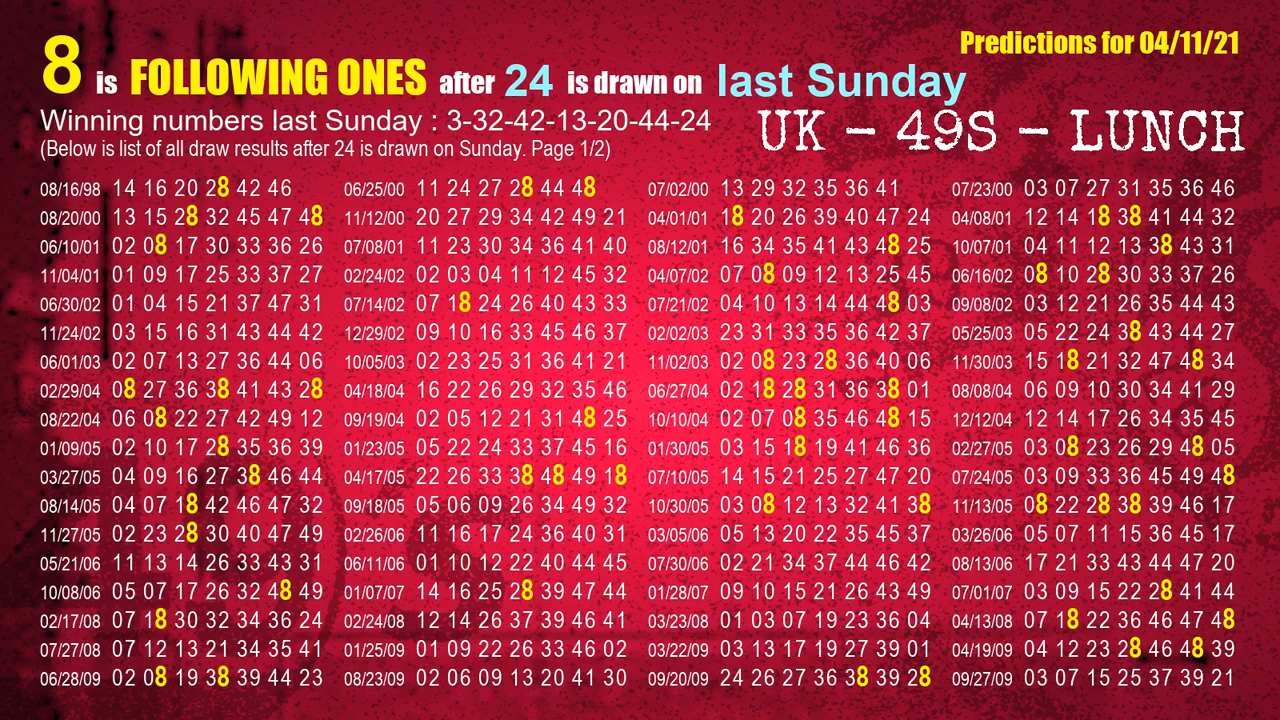 Predictions for 04/11/21
8 is FOLLOWING ONES after 24 is drawn on last Sunday
Winning numbers last Sunday : 3-32-42-13-20-44-24
UK - 49S - LUNCH
(Below is list of all draw results after 24 is drawn on Sunday. Page 1/2)
08/16/98 14 16 20 28 42 46 06/25/00 11 24 27 28 44 48 07/02/00 13 29 32 35 36 41 07/23/00 03 07 27 31 35 36 46
08/20/00 13 15 28 32 45 47 48 11/12/00 20 27 29 34 42 49 21 04/01/01 18 20 26 39 40 47 24 04/08/01 12 14 18 38 41 44 32
06/10/01 02 08 17 30 33 36 26 07/08/01 11 23 30 34 36 41 40 08/12/01 16 34 35 41 43 48 25 10/07/01 04 11 12 13 38 43 31
11/04/01 01 09 17 25 33 37 27 02/24/02 02 03 04 11 12 45 32 04/07/02 07 08 09 12 13 25 45 06/16/02 08 10 28 30 33 37 26
06/30/02 01 04 15 21 37 47 31 07/14/02 07 18 24 26 40 43 33 07/21/02 04 10 13 14 44 48 03 09/08/02 03 12 21 26 35 44 43
11/24/02 03 15 16 31 43 44 42 12/29/02 09 10 16 33 45 46 37 02/02/03 23 31 33 35 36 42 37 05/25/03 05 22 24 38 43 44 27
06/01/03 02 07 13 27 36 44 06 10/05/03 02 23 25 31 36 41 21 11/02/03 02 08 23 28 36 40 06 11/30/03 15 18 21 32 47 48 34
02/29/04 08 27 36 38 41 43 28 04/18/04 16 22 26 29 32 35 46 06/27/04 02 18 28 31 36 38 01 08/08/04 06 09 10 30 34 41 29
08/22/04 06 08 22 27 42 49 12 09/19/04 02 05 12 21 31 48 25 10/10/04 02 07 08 35 46 48 15 12/12/04 12 14 17 26 34 35 45
01/09/05 02 10 17 28 35 36 39 01/23/05 05 22 24 33 37 45 16 01/30/05 03 15 18 19 41 46 36 02/27/05 03 08 23 26 29 48 05
03/27/05 04 09 16 27 38 46 44 04/17/05 22 26 33 38 48 49 18 07/10/05 14 15 21 25 27 47 20 07/24/05 03 09 33 36 45 49 48
08/14/05 04 07 18 42 46 47 32 09/18/05 05 06 09 26 34 49 32 10/30/05 03 08 12 13 32 41 38 11/13/05 08 22 28 38 39 46 17
11/27/05 02 23 28 30 40 47 49 02/26/06 11 16 17 24 36 40 31 03/05/06 05 13 20 22 35 45 37 03/26/06 05 07 11 15 36 45 17
05/21/06 11 13 14 26 33 43 31 06/11/06 01 10 12 22 40 44 45 07/30/06 02 21 34 37 44 46 42 08/13/06 17 21 33 43 44 47 20
10/08/06 05 07 17 26 32 48 49 01/07/07 14 16 25 28 39 47 44 01/28/07 09 10 15 21 26 43 49 07/01/07 03 09 15 22 28 41 44
02/17/08 07 18 30 32 34 36 24 02/24/08 12 14 26 37 39 46 41 03/23/08 01 03 07 19 23 36 04 04/13/08 07 18 22 36 46 47 48
07/27/08 07 12 13 21 34 35 41 01/25/09 01 09 22 26 33 46 02 03/22/09 03 13 17 19 27 39 01 04/19/09 04 12 23 28 46 48 39
06/28/09 02 08 19 38 39 44 23 08/23/09 02 06 09 13 20 41 30 09/20/09 24 26 27 36 38 39 28 09/27/09 03 07 15 25 37 39 21